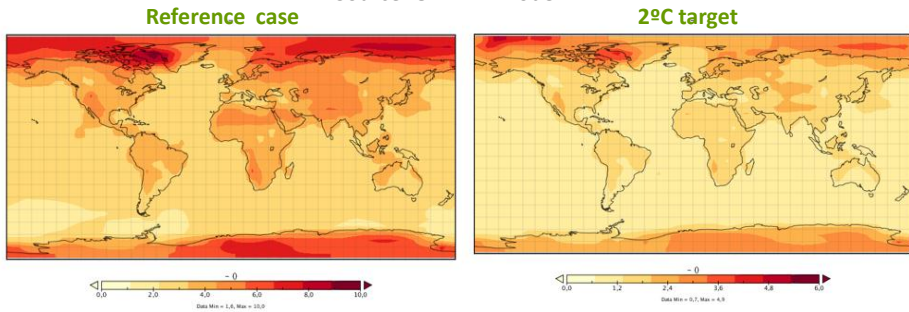 Reference case
2ºC target
- 0
0,0 2,0 4,0 6,0 8,0 10,0
Data Min = 1,6, Max = 10,0
- 0
0,0 1,2 2,4 3,6 4,8 6,0
Data Min = 0,7, Max = 4,9